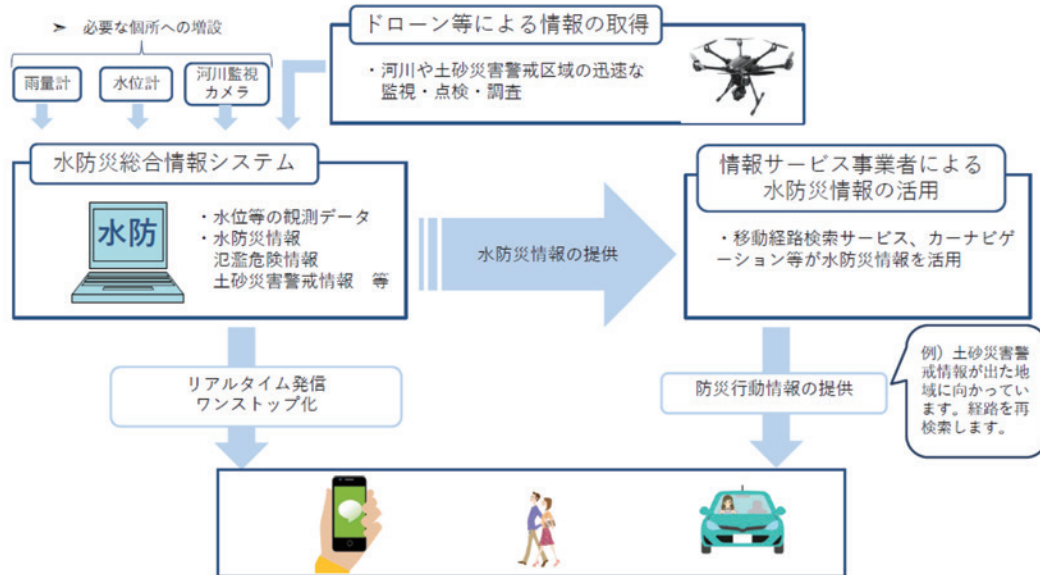 ➢ 必要な個所への増設
雨量計
水位計
河川監視
カメラ
ドローン等による情報の取得
・河川や土砂災害警戒区域の迅速な
監視・点検・調査
水防災総合情報システム
水防
・水位等の観測データ
・水防災情報
氾濫危険情報
土砂災害警戒情報　等
水防災情報の提供
情報サービス事業者による
水防災情報の活用
・移動経路検索サービス、カーナビゲ
ーション等が水防災情報を活用
リアルタイム発信
ワンストップ化
防災行動情報の提供
例）土砂災害警
戒情報が出た地
域に向かってい
ます。経路を再
検索します。